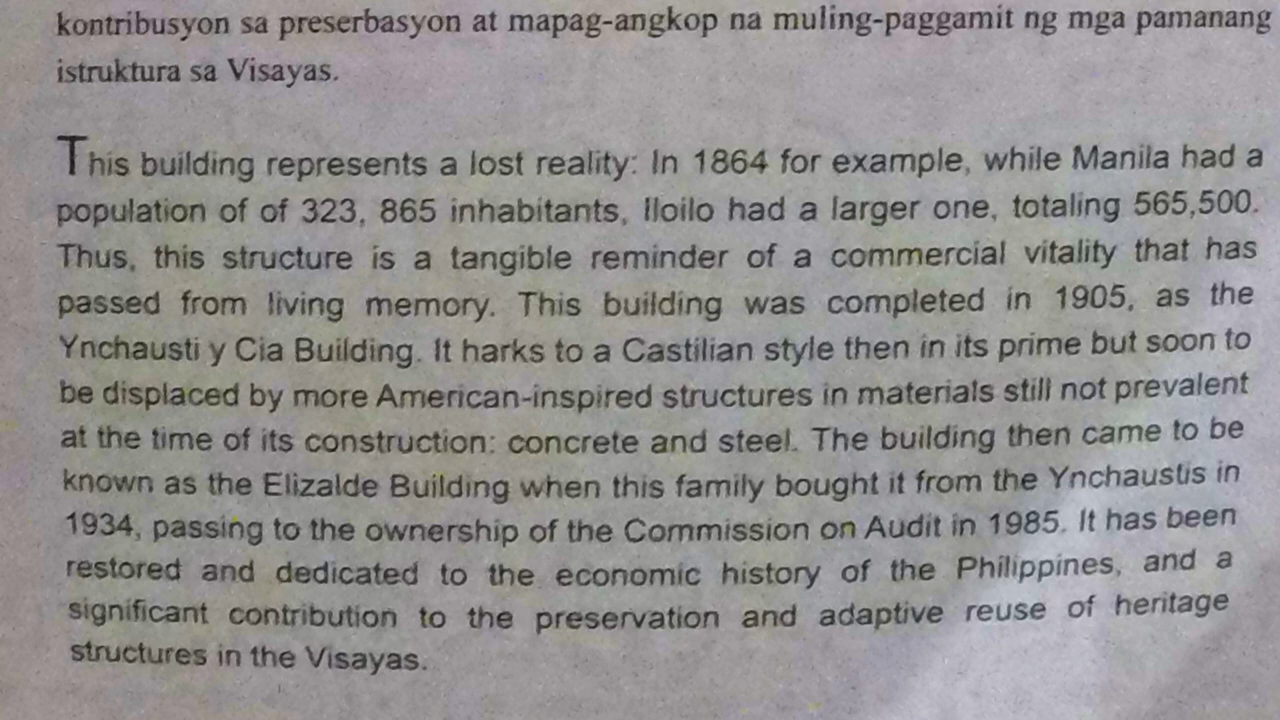 kontribusyon sa preserbasyon at mapag-angkop na muling-paggamit ng mga pamanang
istruktura sa Visayas.
This building represents a lost reality: In 1864 for example, while Manila had a
population of of 323, 865 inhabitants, Iloilo had a larger one, totaling 565,500.
Thus, this structure is a tangible reminder of a commercial vitality that has
passed from living memory. This building was completed in 1905, as the
Ynchausti y Cia Building. It harks to a Castilian style then in its prime but soon to
be displaced by more American-inspired structures in materials still not prevalent
at the time of its construction: concrete and steel. The building then came to be
known as the Elizalde Building when this family bought it from the Ynchaustis in
1934, passing to the ownership of the Commission on Audit in 1985. It has been
restored and dedicated to the economic history of the Philippines, and a
significant contribution to the preservation and adaptive reuse of heritage
structures in the Visayas.